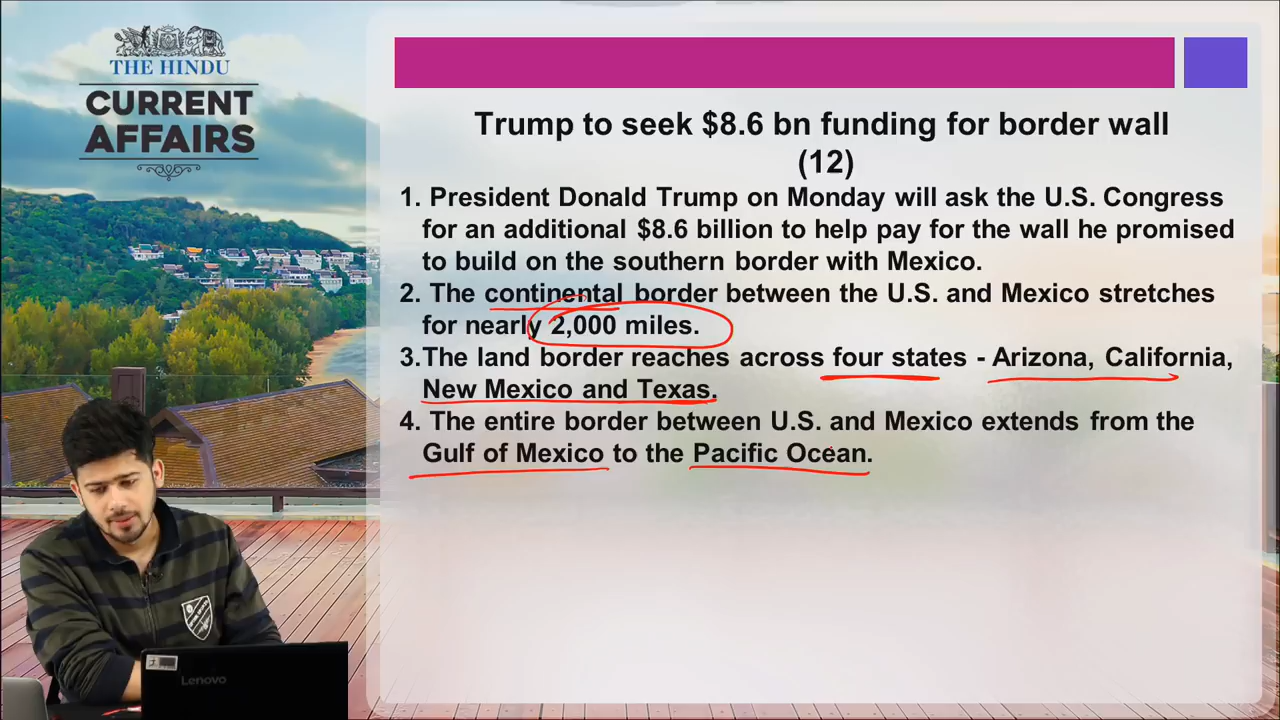 THE HINDU
CURRENT
AFFAIRS
Trump to seek $8.6 bn funding for border wall
(12)
1. President Donald Trump on Monday will ask the U.S. Congress
for an additional $8.6 billion to help pay for the wall he promised
to build on the southern border with Mexico.
2. The continental border between the U.S. and Mexico stretches
for nearly 2,000 miles.
3.The land border reaches across four states - Arizona, California,
New Mexico and Texas.
4. The entire border between U.S. and Mexico extends from the
Gulf of Mexico to the Pacific Ocean.
Lenovo